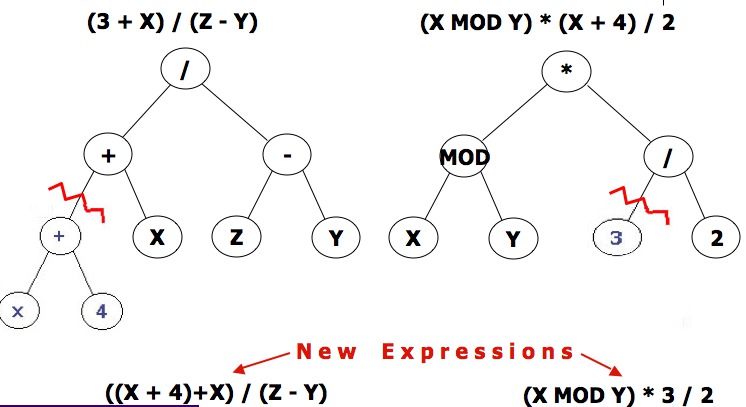 (3 + X) / (Z - Y)
(X MOD Y) * (X + 4) / 2
/
*
+
-
MOD
/
+
X
Z
Y
X
Y
3
2
x
4
New Expressions
((X + 4)+X) / (Z - Y)
(X MOD Y) * 3 / 2